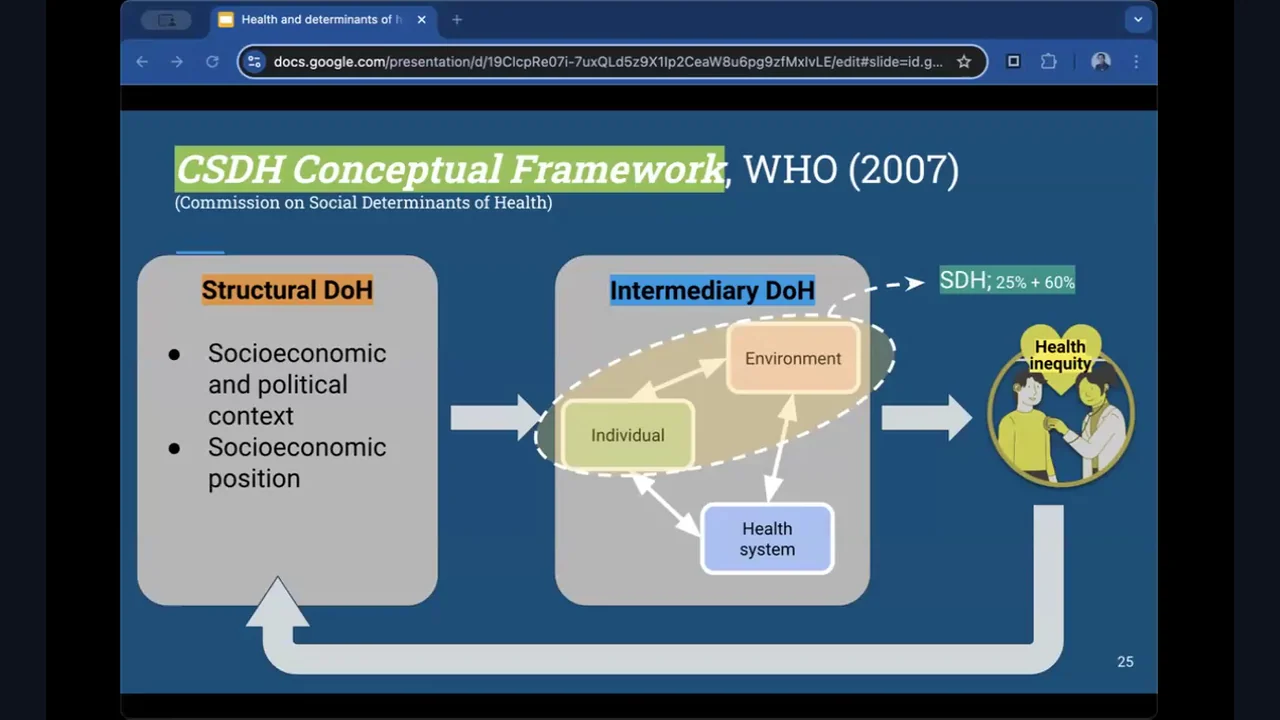 Health and determinants of h
docs.google.com/presentation/d/19ClcpRe07i-7uxQLd5z9X1Ip2CeaW8u6pg9zfMxlvLE/edit#slide=id.g...
CSDH Conceptual Framework, WHO (2007)
(Commission on Social Determinants of Health)
Structural DoH
● Socioeconomic
and political
context
● Socioeconomic
position
Intermediary DoH
Environment
Individual
Health
system
SDH; 25% + 60%
Health
inequity
25